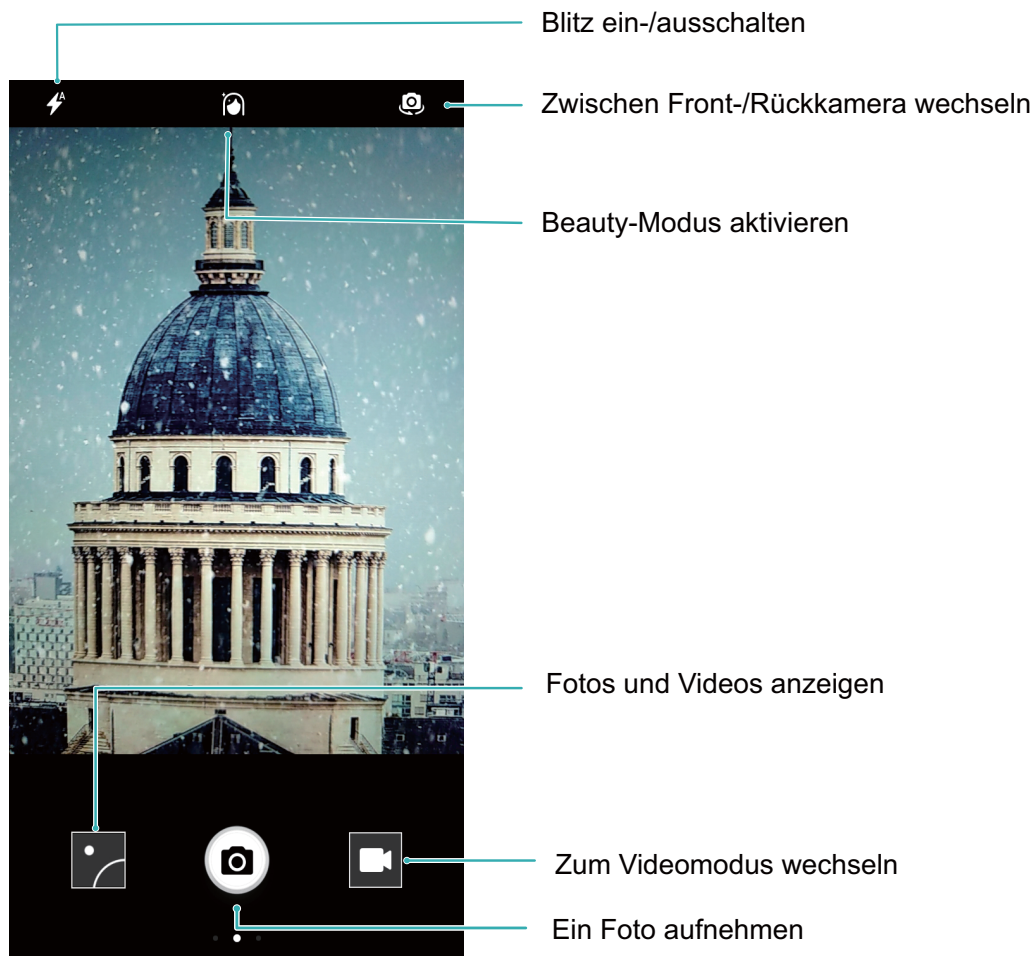 Blitz ein-/ausschalten
A
Zwischen Front-/Rückkamera wechseln
Beauty-Modus aktivieren
Fotos und Videos anzeigen
Zum Videomodus wechseln
Ein Foto aufnehmen